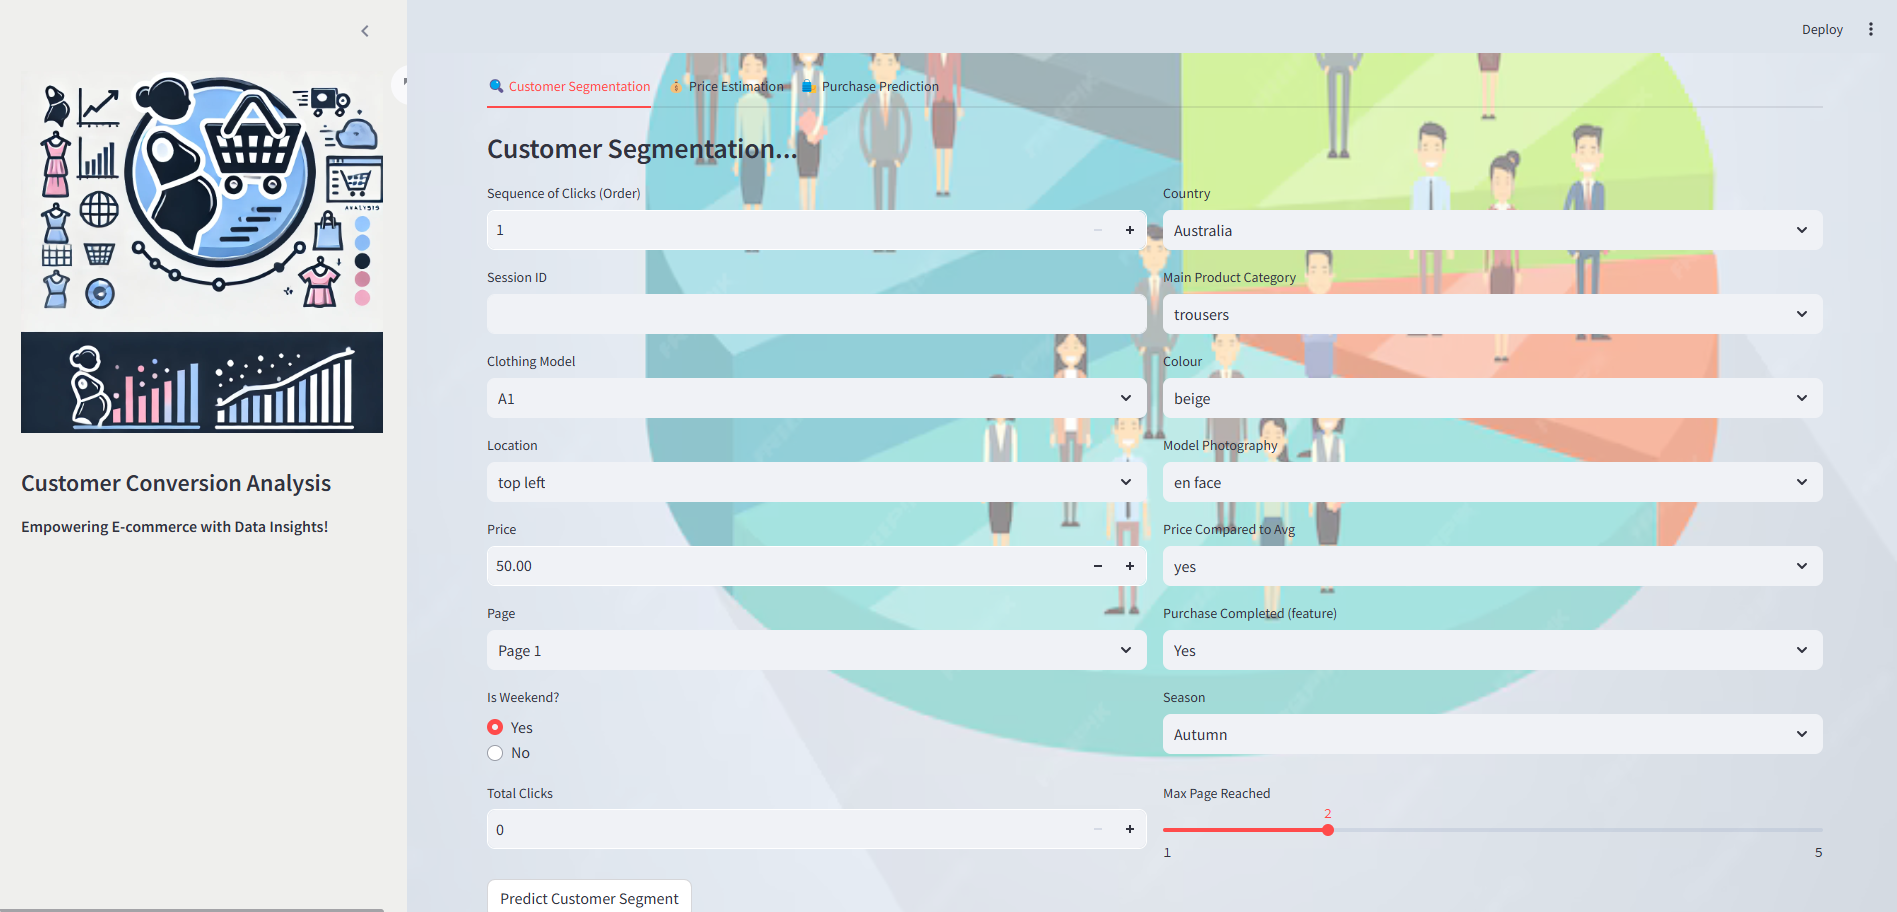 Deploy
ANALYSIS
Customer Conversion Analysis
Empowering E-commerce with Data Insights!
Customer Segmentation
Price Estimation
Purchase Prediction
Customer Segmentation...
Sequence of Clicks (Order)
1
Country
Australia
Session ID
Main Product Category
trousers
Clothing Model
A1
Colour
beige
Location
top left
Model Photography
en face
Price
50.00
Price Compared to Avg
yes
Page
Page 1
Purchase Completed (feature)
Yes
Is Weekend?
Yes
No
Season
Autumn
Total Clicks
0
Max Page Reached
2
1
5
Predict Customer Segment